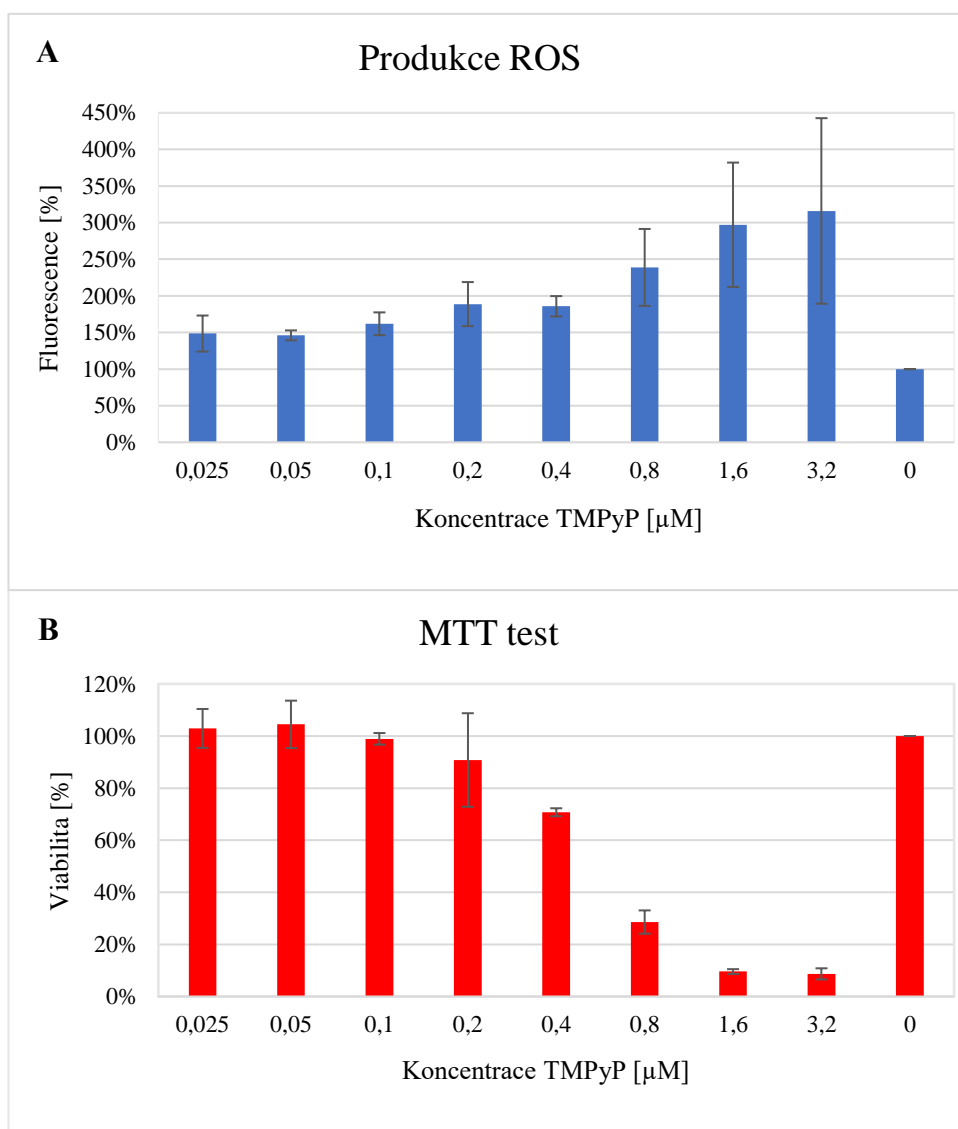 A
Produkce ROS
Fluorescence [%]
450%
400%
350%
300%
250%
200%
150%
100%
50%
0%
0,025 0,05 0,1 0,2 0,4 0,8 1,6 3,2 0
Koncentrace TMPyP [µM]
B
MTT test
Viabilita [%]
120%
100%
80%
60%
40%
20%
0%
0,025 0,05 0,1 0,2 0,4 0,8 1,6 3,2 0
Koncentrace TMPyP [µM]